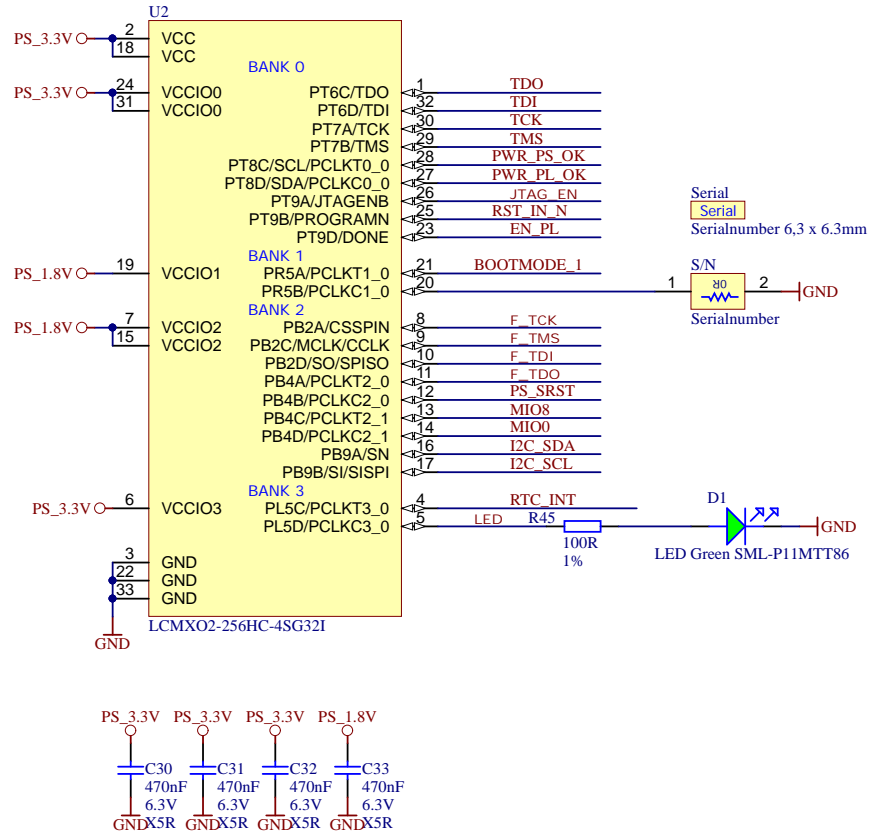 U2
PS_3.3V 2 VCC
18 VCC
BANK 0
PS_3.3V 24 VCCIO0
31 VCCIO0
PT6C/TDO 1 TDO
PT6D/TDI 32 TDI
PT7A/TCK 30 TCK
PT7B/TMS 29 TMS
PT8C/SCL/PCLKT0_0 28 PWR_PS_OK
PT8D/SDA/PCLKC0_0 27 PWR_PL_OK
PT9A/JTAGENB 26 JTAG_EN
PT9B/PROGRAMN 25 RST_IN_N
PT9D/DONE 23 EN_PL
Serial
Serial
Serialnumber 6,3 x 6.3mm
BANK 1
PS_1.8V 19 VCCIO1
PR5A/PCLKT1_0 21 BOOTMODE_1
PR5B/PCLKC1_0 20
S/N
1 0R 2 GND
Serialnumber
BANK 2
PS_1.8V 7 VCCIO2
15 VCCIO2
PB2A/CSSPIN 8 F_TCK
PB2C/MCLK/CCLK 9 F_TMS
PB2D/SO/SPISO 10 F_TDI
PB4A/PCLKT2_0 11 F_TDO
PB4B/PCLKC2_0 12 PS_SRST
PB4C/PCLKT2_1 13 MIO8
PB4D/PCLKC2_1 14 MIO0
PB9A/SN 16 I2C_SDA
PB9B/SI/SISPI 17 I2C_SCL
BANK 3
PS_3.3V 6 VCCIO3
PL5C/PCLKT3_0 4 RTC_INT
PL5D/PCLKC3_0 5 LED
R45
100R
1%
D1
GND
LED Green SML-P11MTT86
3 GND
22 GND
33 GND
GND
LCMXO2-256HC-4SG32I
PS_3.3V PS_3.3V PS_3.3V PS_1.8V
C30 C31 C32 C33
470nF 470nF 470nF 470nF
6.3V 6.3V 6.3V 6.3V
GND X5R GND X5R GND X5R GND X5R